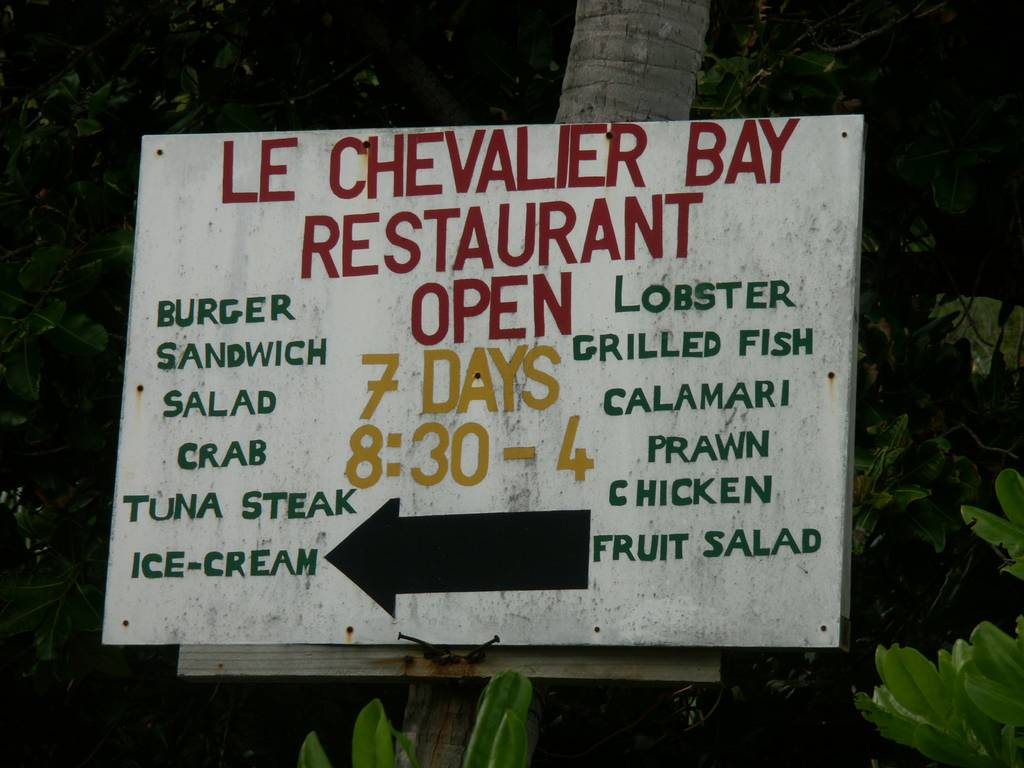 LE CHEVALIER BAY
RESTAURANT
OPEN
7 DAYS
8:30 - 4
BURGER
SANDWICH
SALAD
CRAB
TUNA STEAK
ICE-CREAM
LOBSTER
GRILLED FISH
CALAMARI
PRAWN
CHICKEN
FRUIT SALAD